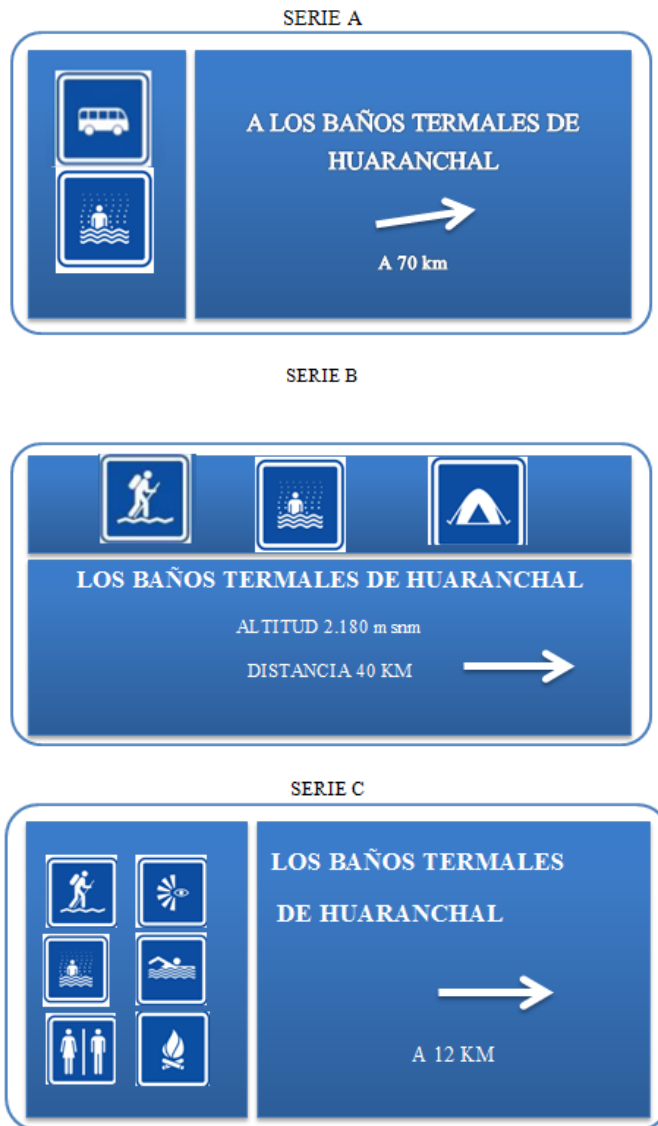 SERIE A
A LOS BAÑOS TERMALES DE
HUARANCHAL
A 70 km
SERIE B
LOS BAÑOS TERMALES DE HUARANCHAL
ALTITUD 2.180 m snm
DISTANCIA 40 KM
SERIE C
LOS BAÑOS TERMALES
DE HUARANCHAL
A 12 KM